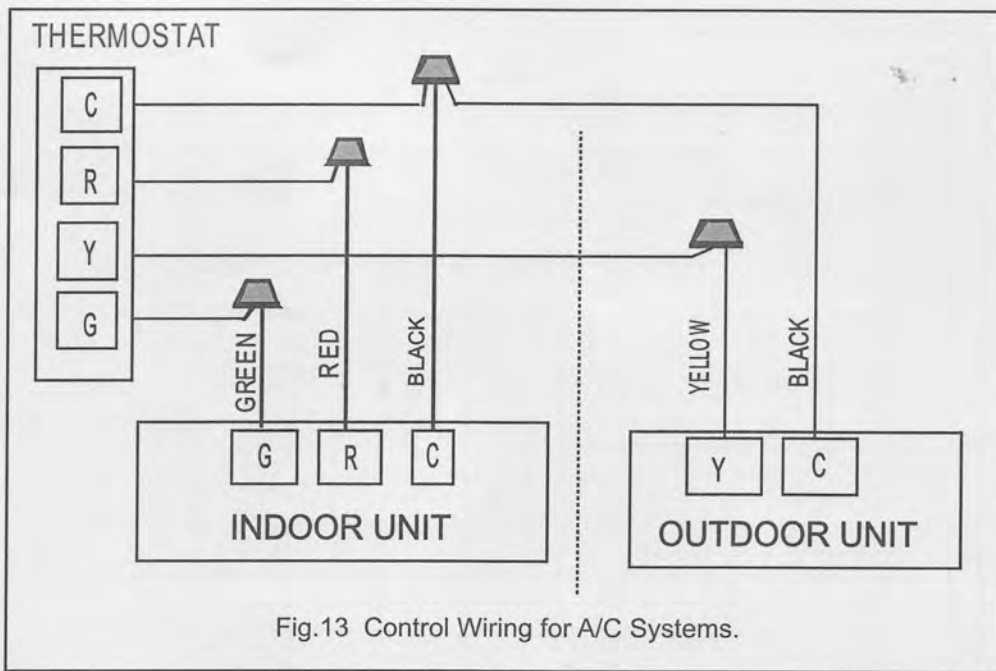 THERMOSTAT
C
R
Y
G
GREEN
RED
BLACK
YELLOW
BLACK
G R C
INDOOR UNIT
Y C
OUTDOOR UNIT
Fig.13 Control Wiring for A/C Systems.